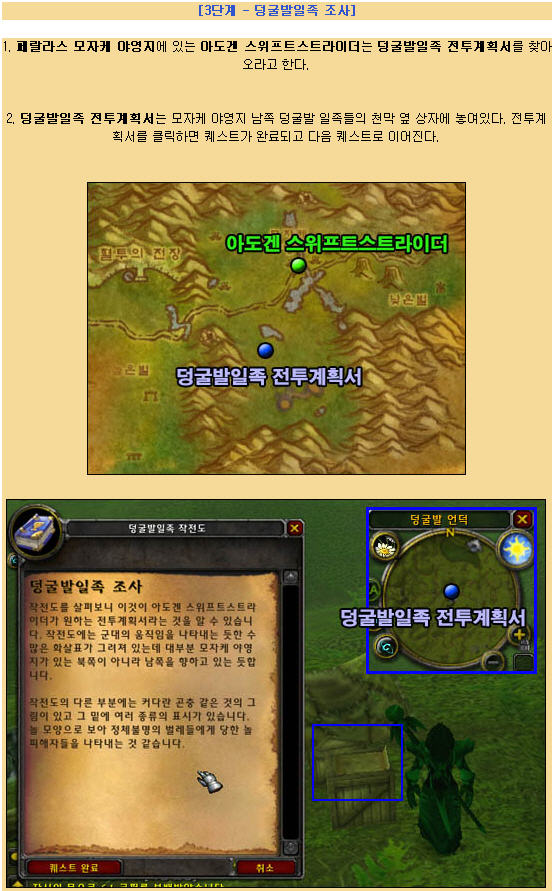 [3단계 - 덩굴발일족 조사]
1. 페랄라스 모자케 야영지에 있는 아도겐 스위프트스트라이더는 덩굴발일족 전투계획서를 찾아
오라고 한다.
2. 덩굴발일족 전투계획서는 모자케 야영지 남쪽 덩굴발 일족들의 천막 옆 상자에 놓여있다. 전투계
획서를 클릭하면 퀘스트가 완료되고 다음 퀘스트로 이어진다.
아도겐 스위프트스트라이더
혈투의 전장
낮은벌
덩굴발일족 전투계획서
높은벌
덩굴발일족 작전도
덩굴발 언덕
N
덩굴발일족 조사
작전도를 살펴보니 이것이 아도겐 스위프트스트라
이더가 원하는 전투계획서라는 것을 알 수 있습니
다. 작전도에는 군대의 움직임을 나타내는 듯한 수
많은 화살표가 그려져 있는데 대부분 모자케 야영
지가 있는 북쪽이 아니라 남쪽을 향하고 있는 듯합
니다.
덩굴발일족 전투계획서
작전도의 다른 부분에는 커다란 곤충 같은 것의 그
림이 있고 그 밑에 여러 종류의 표시가 있습니다.
놀 모양으로 보아 정체불명의 벌레들에게 당한 놀
피해자들을 나타내는 것 같습니다.
퀘스트 완료
취소